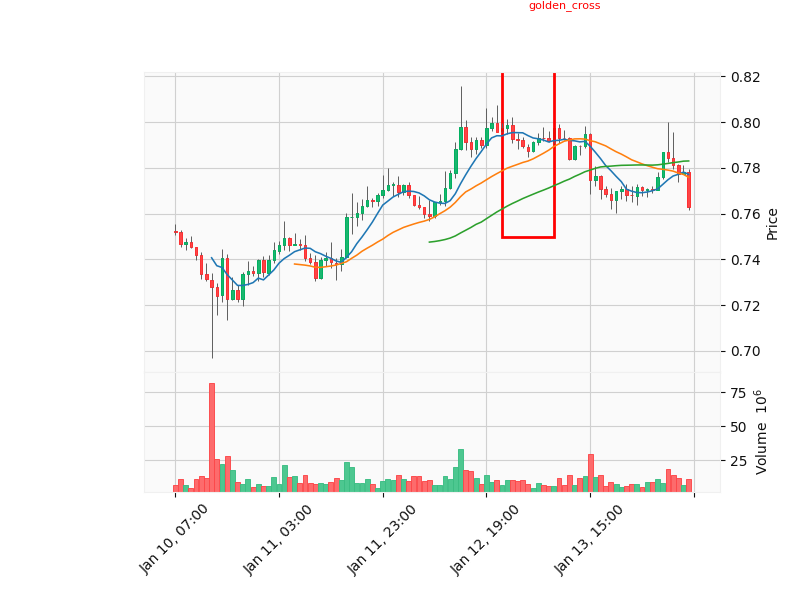 golden_cross
0.82
0.80
0.78
0.76
0.74
0.72
0.70
Price
75
50
25
Volume 10^6
Jan 10, 07:00
Jan 11, 03:00
Jan 11, 23:00
Jan 12, 19:00
Jan 13, 15:00